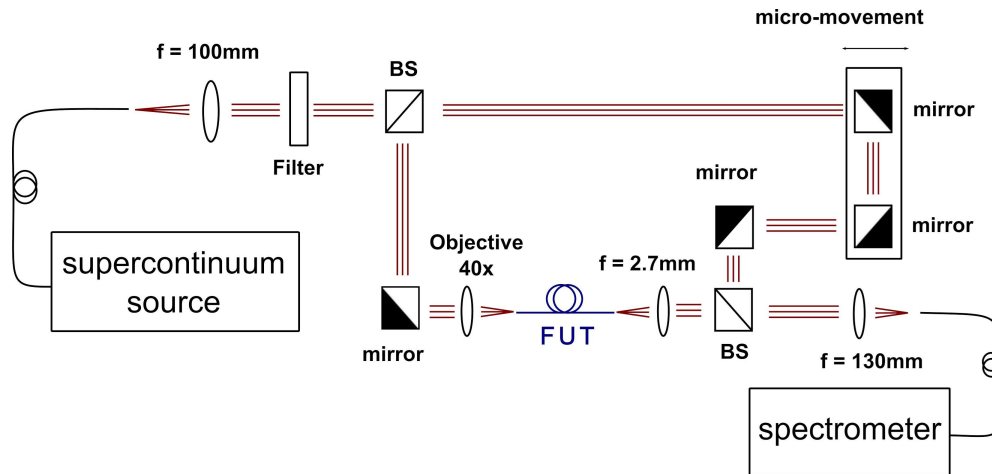 micro-movement
f = 100mm
BS
mirror
Filter
mirror
mirror
Objective
40x
f = 2.7mm
supercontinuum
source
FUT
mirror
BS
f = 130mm
spectrometer